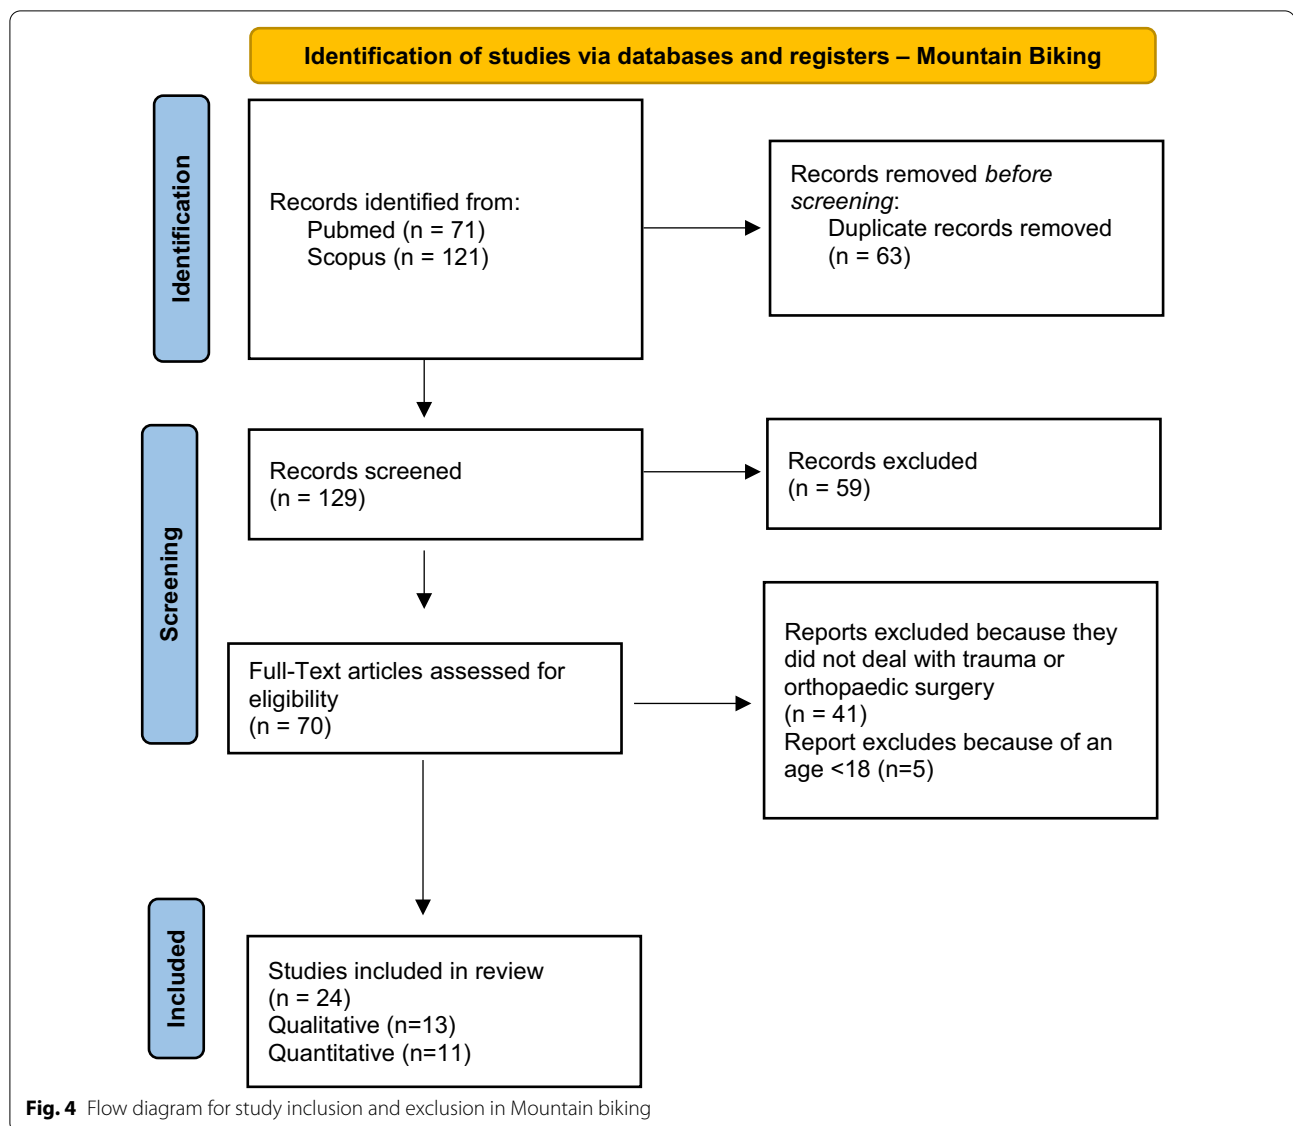 Identification of studies via databases and registers – Mountain Biking
Identification
Records identified from:
Pubmed (n = 71)
Scopus (n = 121)
Records removed before
screening:
Duplicate records removed
(n = 63)
Screening
Records screened
(n = 129)
Records excluded
(n = 59)
Full-Text articles assessed for
eligibility
(n = 70)
Reports excluded because they
did not deal with trauma or
orthopaedic surgery
(n = 41)
Report excludes because of an
age <18 (n=5)
Included
Studies included in review
(n = 24)
Qualitative (n=13)
Quantitative (n=11)
Fig. 4 Flow diagram for study inclusion and exclusion in Mountain biking